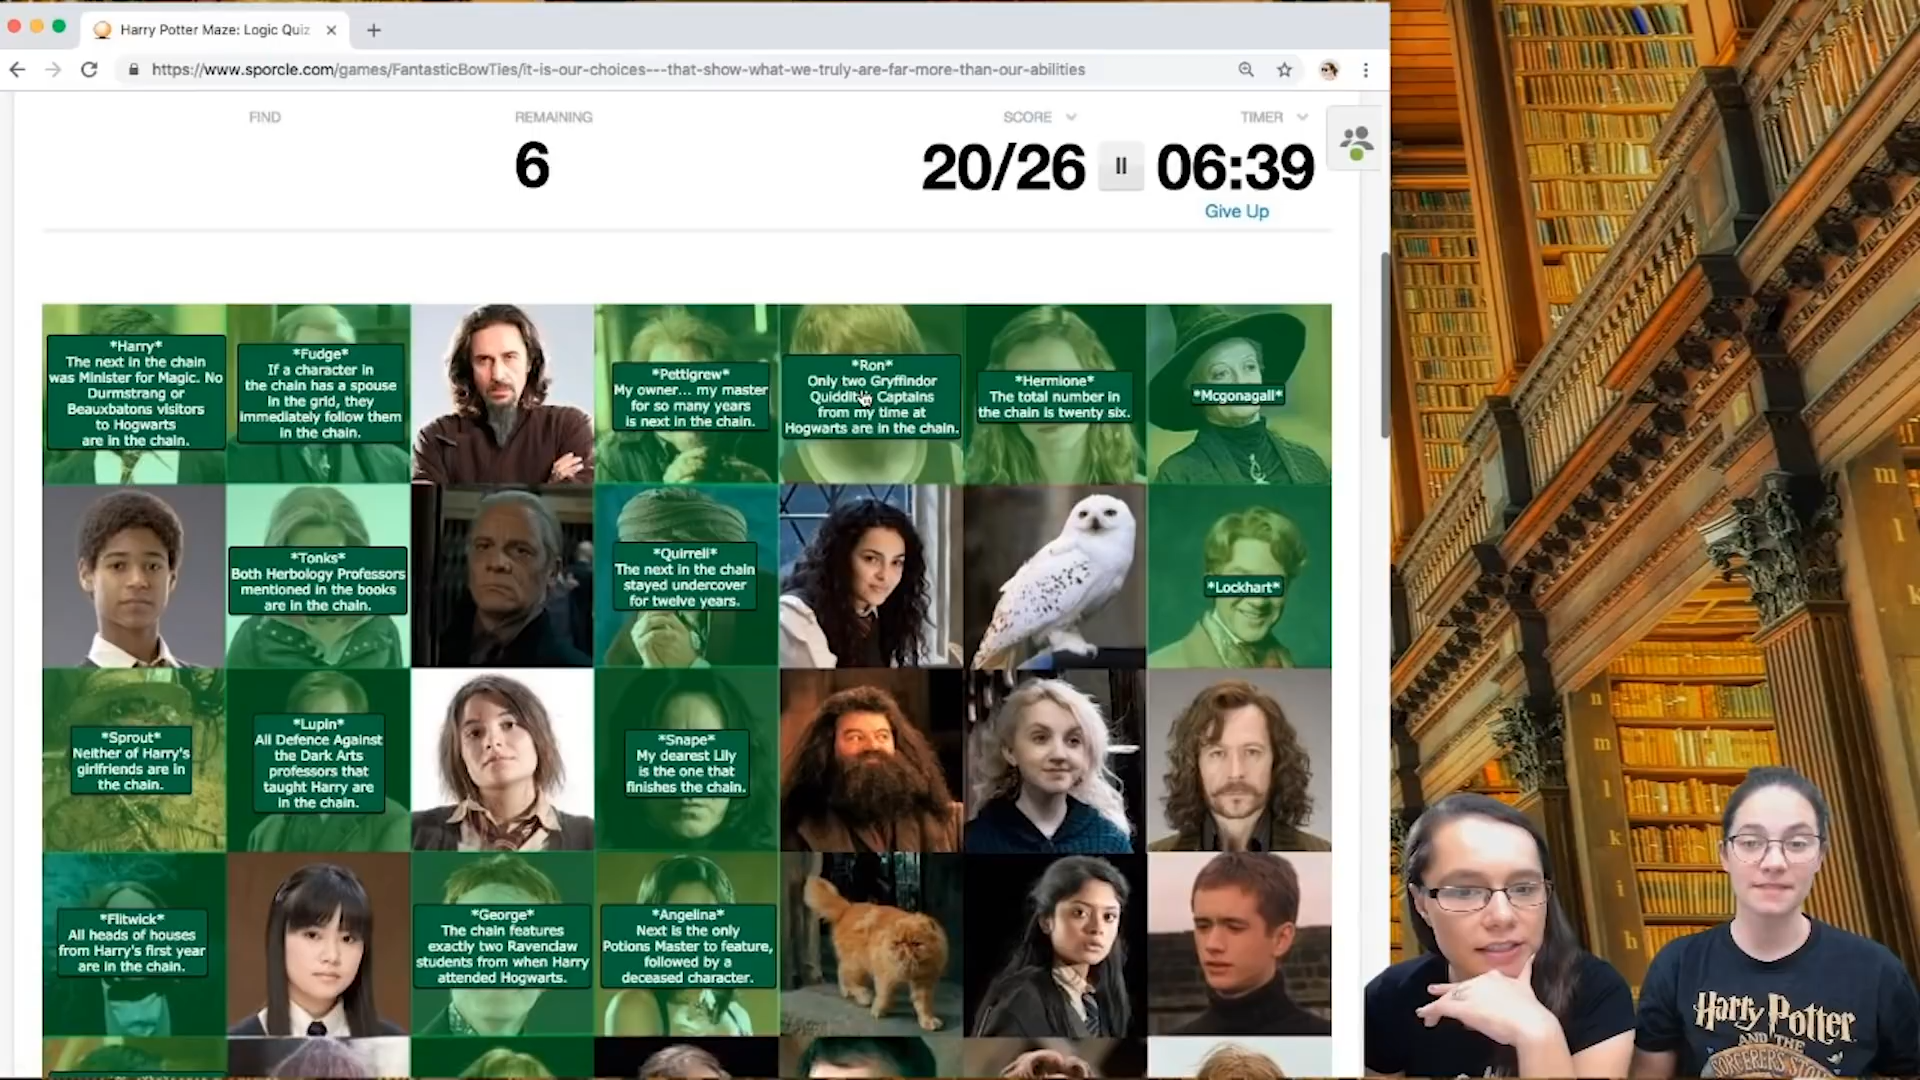 Harry Potter Maze: Logic Quiz
https://www.sporcle.com/games/FantasticBowTies/it-is-our-choices---that-show-what-we-truly-are-far-more-than-our-abilities
FIND
REMAINING
SCORE
TIMER
6
20/26
06:39
Give Up
*Harry*
The next in the chain
was Minister for Magic. No
Durmstrang or
Beauxbatons visitors
to Hogwarts
are in the chain.
*Fudge*
If a character in
the chain has a spouse
in the grid, they
immediately follow them
in the chain.
*Pettigrew*
My owner... my master
for so many years
is next in the chain.
*Ron*
Only two Gryffindor
Quidditch Captains
from my time at
Hogwarts are in the chain.
*Hermione*
The total number in
the chain is twenty six.
*Mcgonagall*
*Tonks*
Both Herbology Professors
mentioned in the books
are in the chain.
*Quirrell*
The next in the chain
stayed undercover
for twelve years.
*Lockhart*
*Sprout*
Neither of Harry's
girlfriends are in
the chain.
*Lupin*
All Defence Against
the Dark Arts
professors that
taught Harry are
in the chain.
*Snape*
My dearest Lily
is the one that
finishes the chain.
*Flitwick*
All heads of houses
from Harry's first year
are in the chain.
*George*
The chain features
exactly two Ravenclaw
students from when Harry
attended Hogwarts.
*Angelina*
Next is the only
Potions Master to feature,
followed by a
deceased character.
Harry Potter
AND THE
SORCERER'S STONE